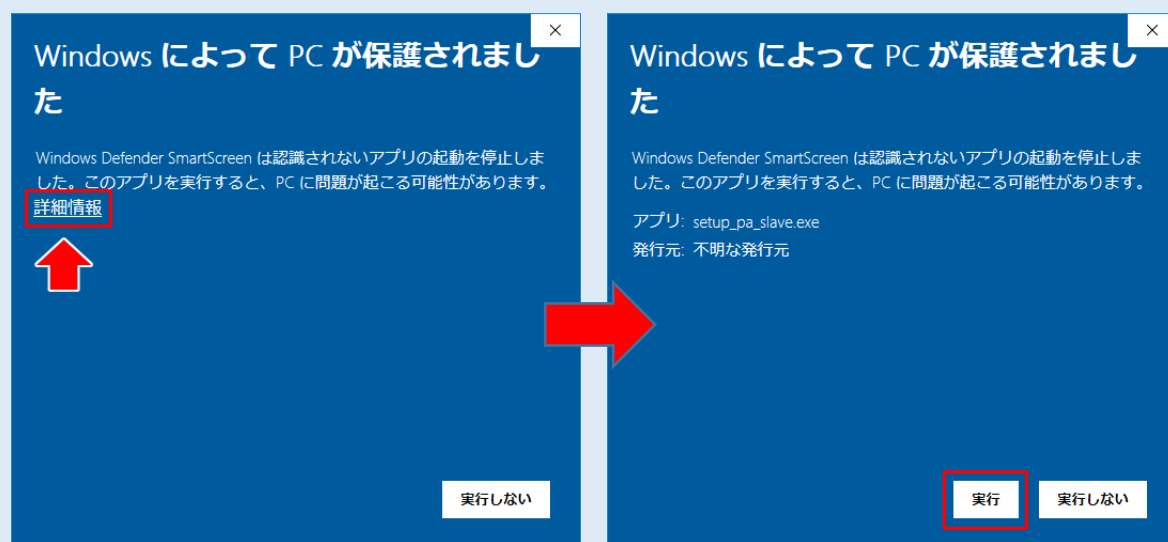 Windows によって PC が保護されまし
た
Windows Defender SmartScreen は認識されないアプリの起動を停止しま
した。このアプリを実行すると、PC に問題が起こる可能性があります。
詳細情報
実行しない
Windows によって PC が保護されまし
た
Windows Defender SmartScreen は認識されないアプリの起動を停止しま
した。このアプリを実行すると、PC に問題が起こる可能性があります。
アプリ: setup_pa_slave.exe
発行元: 不明な発行元
実行 実行しない